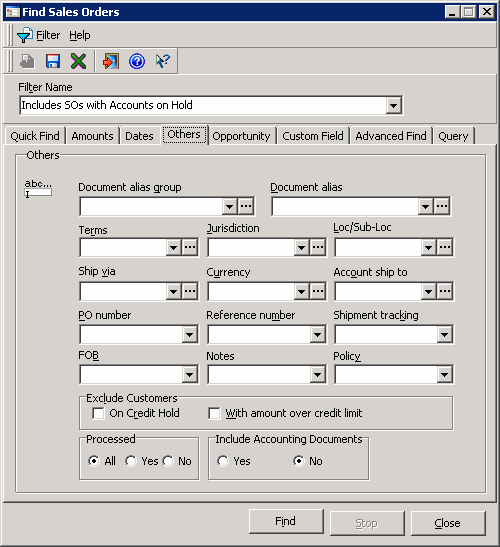 Find Sales Orders
Filter Help
Filter Name
Includes SOs with Accounts on Hold
Quick Find Amounts Dates Others Opportunity Custom Field Advanced Find Query
Others
abc...
Document alias group Document alias
Terms Jurisdiction Loc/Sub-Loc
Ship via Currency Account ship to
PO number Reference number Shipment tracking
FOB Notes Policy
Exclude Customers
On Credit Hold With amount over credit limit
Processed Include Accounting Documents
All Yes No Yes No
Find Stop Close